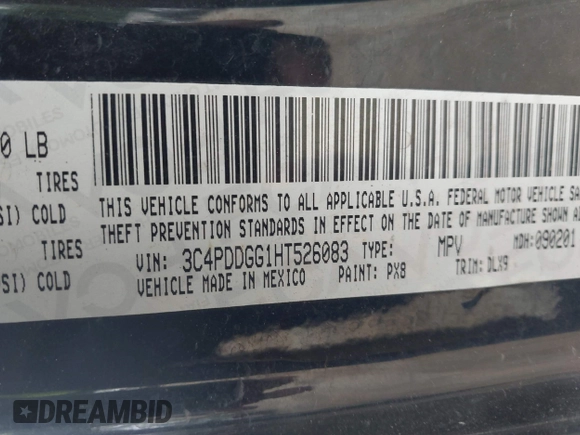 0 LB
TIRES
SI) COLD
TIRES
SI) COLD
THIS VEHICLE CONFORMS TO ALL APPLICABLE U.S.A. FEDERAL MOTOR VEHICLE SA
THEFT PREVENTION STANDARDS IN EFFECT ON THE DATE OF MANUFACTURE SHOWN A
VIN: 3C4PDDGG1HT526083 TYPE: MPV MDH: 090201
VEHICLE MADE IN MEXICO PAINT: PX8 TRIM: DLX9
DREAMBID